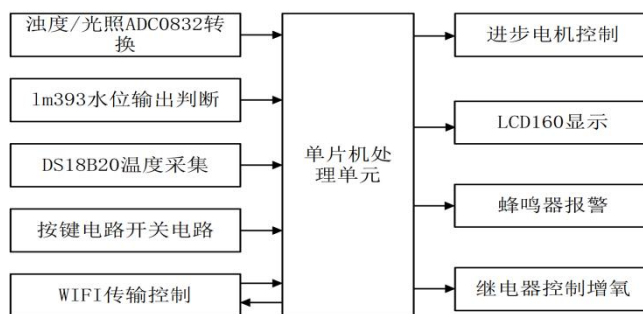 浊度/光照ADC0832转
换
lm393水位输出判断
DS18B20温度采集
按键电路开关电路
WIFI传输控制
单片机处
理单元
进步电机控制
LCD160显示
蜂鸣器报警
继电器控制增氧